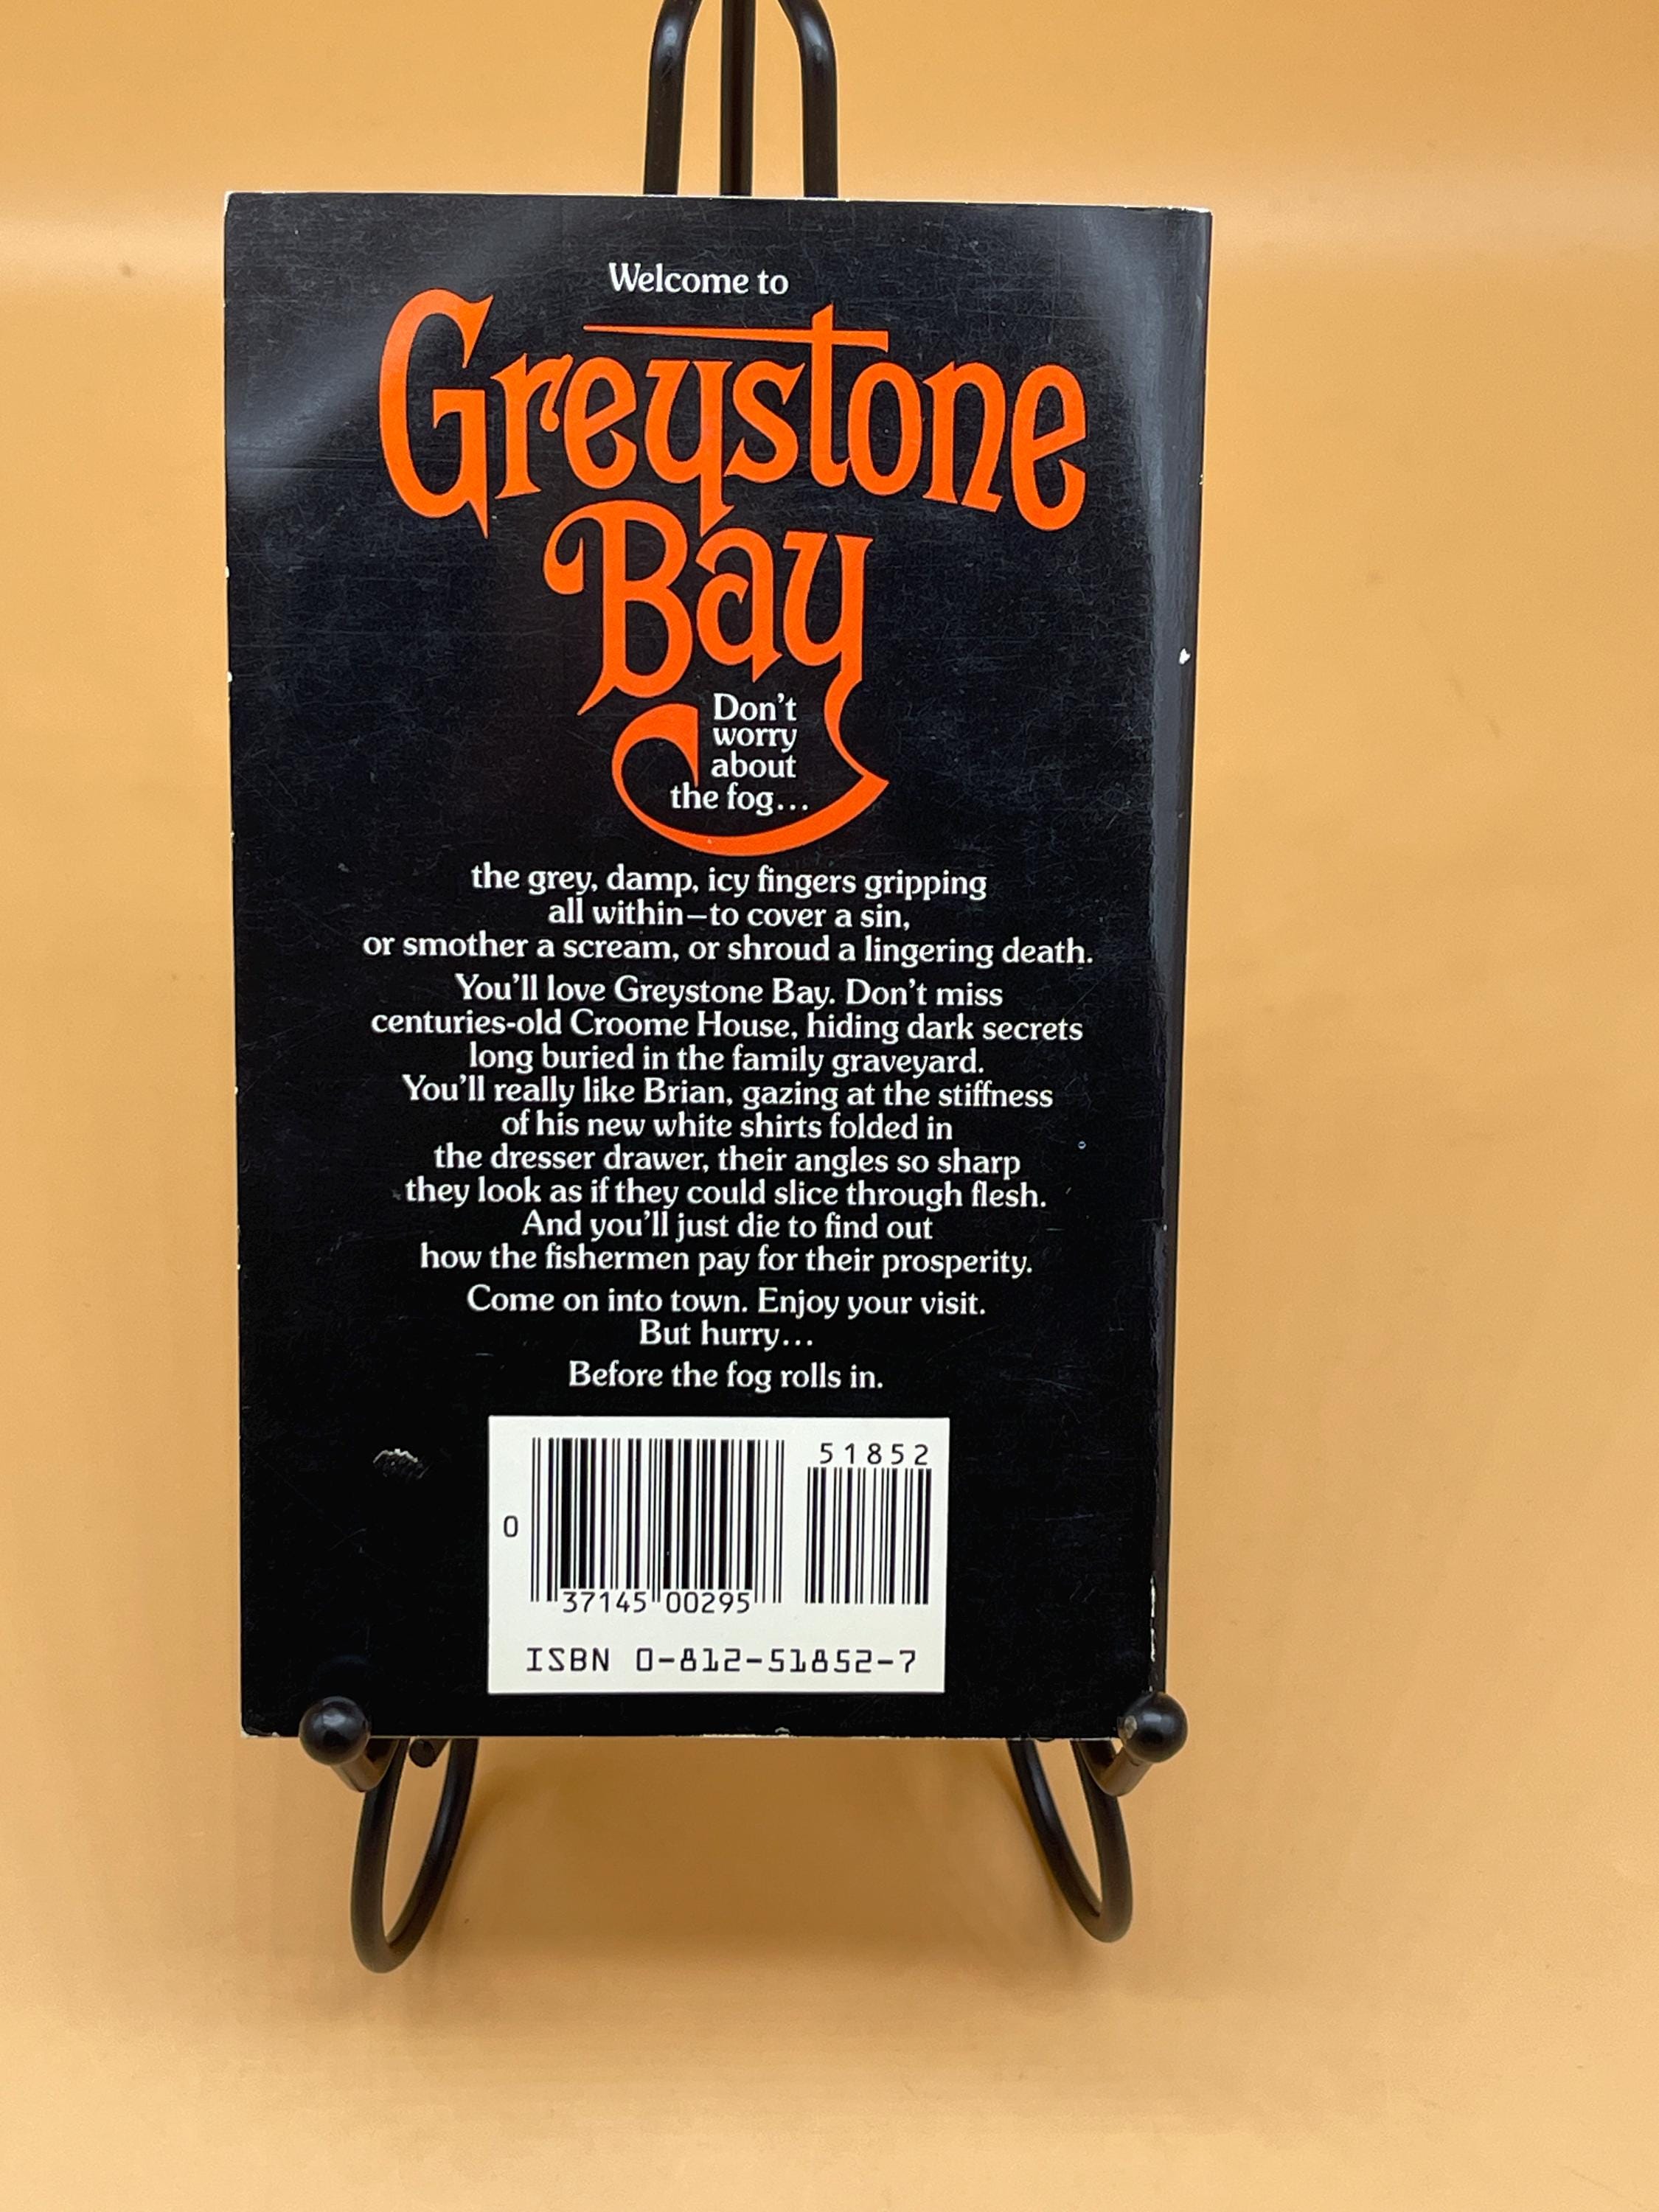 Welcome to
Greystone
Bay
Don't
worry
about
the fog...
the grey, damp, icy fingers gripping
all within—to cover a sin,
or smother a scream, or shroud a lingering death.
You'll love Greystone Bay. Don't miss
centuries-old Croome House, hiding dark secrets
long buried in the family graveyard.
You'll really like Brian, gazing at the stiffness
of his new white shirts folded in
the dresser drawer, their angles so sharp
they look as if they could slice through flesh.
And you'll just die to find out
how the fishermen pay for their prosperity.
Come on into town. Enjoy your visit.
But hurry...
Before the fog rolls in.
51852
0
37145 00295
ISBN 0-812-51852-7